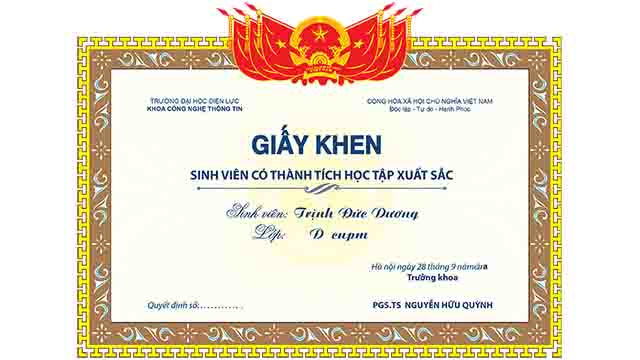 TRƯỜNG ĐẠI HỌC ĐIỆN LỰC
KHOA CÔNG NGHỆ THÔNG TIN
CỘNG HÒA XÃ HỘI CHỦ NGHĨA VIỆT NAM
Độc lập - Tự do - Hạnh Phúc
GIẤY KHEN
SINH VIÊN CÓ THÀNH TÍCH HỌC TẬP XUẤT SẮC
Sinh viên: Trịnh Đức Dương
Lớp: D cnpm
Hà nội ngày 28 tháng 9 năm
Trưởng khoa
Quyết định số:............
PGS.TS NGUYỄN HỮU QUỲNH